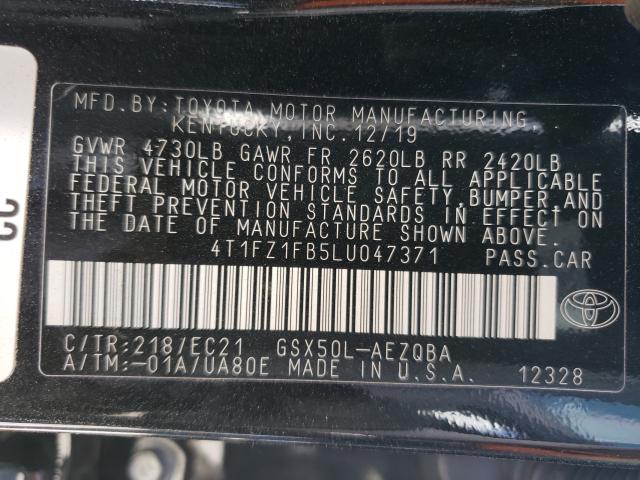 MFD.BY:TOYOTA MOTOR MANUFACTURING,
KENTUCKY,INC.12/19
GVWR 4730LB GAWR FR 2620LB RR 2420LB
THIS VEHICLE CONFORMS TO ALL APPLICABLE
FEDERAL MOTOR VEHICLE SAFETY,BUMPER,AND
THEFT PREVENTION STANDARDS IN EFFECT ON
THE DATE OF MANUFACTURE SHOWN ABOVE.
4T1FZ1FB5LU047371 PASS.CAR
C/TR:218/EC21 GSX50L-AEZQBA
A/TM:-01A/UA80E MADE IN U.S.A. 12328